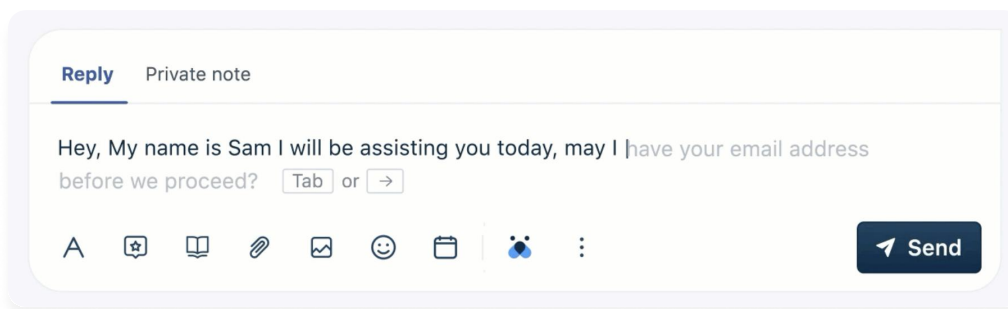 Reply Private note
Hey, My name is Sam I will be assisting you today, may I have your email address
before we proceed? Tab or →
Send